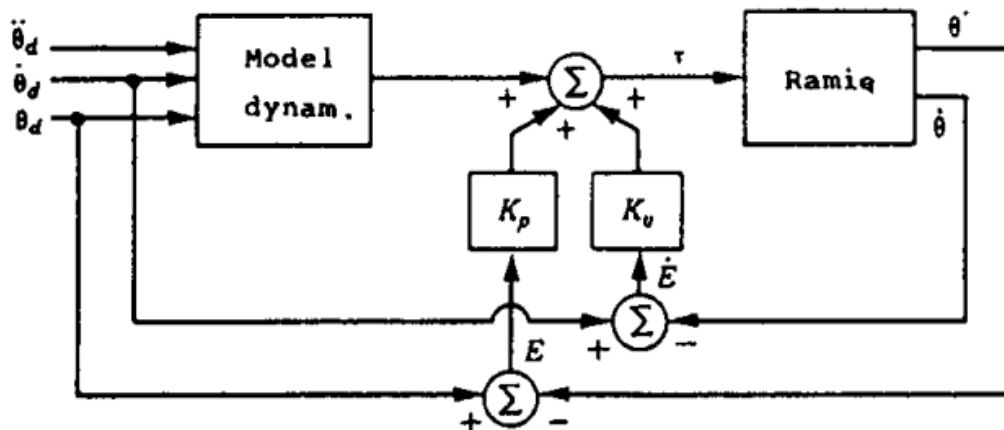 θ̈d
θ̇d
θd
Model
dynam.
Σ
+
+
+
τ
Ramię
θ
θ̇
Kp
Kv
Ė
Σ
+
−
E
Σ
+
−